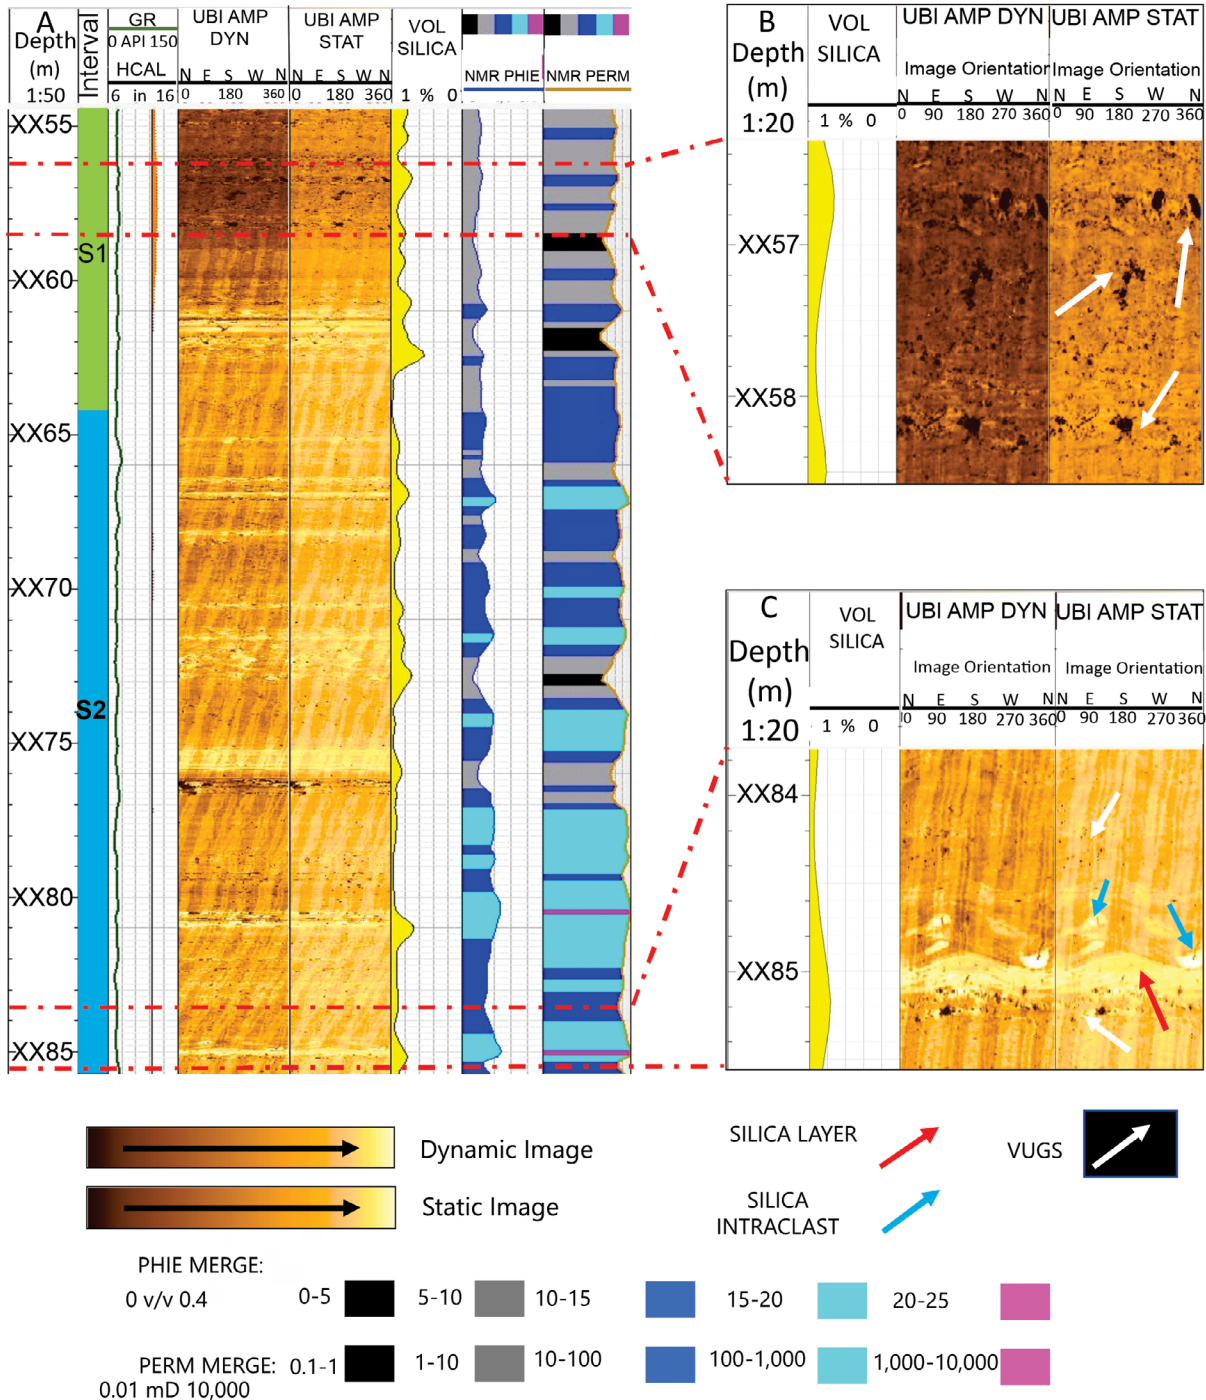 A
Depth
(m)
1:50
Interval
GR
0 API 150
HCAL
6 in 16
UBI AMP
DYN
N E S W N
0 180 360
UBI AMP
STAT
N E S W N
0 180 360
VOL
SILICA
1 % 0
NMR PHIE
NMR PERM
XX55
XX60
XX65
XX70
XX75
XX80
XX85
S1
S2
B
Depth
(m)
1:20
VOL
SILICA
1 % 0
UBI AMP DYN
Image Orientation
N E S W N
0 90 180 270 360
UBI AMP STAT
Image Orientation
N E S W N
0 90 180 270 360
XX57
XX58
C
Depth
(m)
1:20
VOL
SILICA
1 % 0
UBI AMP DYN
Image Orientation
N E S W N
0 90 180 270 360
UBI AMP STAT
Image Orientation
N E S W N
0 90 180 270 360
XX84
XX85
Dynamic Image
Static Image
SILICA LAYER
SILICA
INTRACLAST
VUGS
PHIE MERGE:
0 v/v 0.4
0-5 5-10 10-15 15-20 20-25
PERM MERGE:
0.01 mD 10,000
0.1-1 1-10 10-100 100-1,000 1,000-10,000